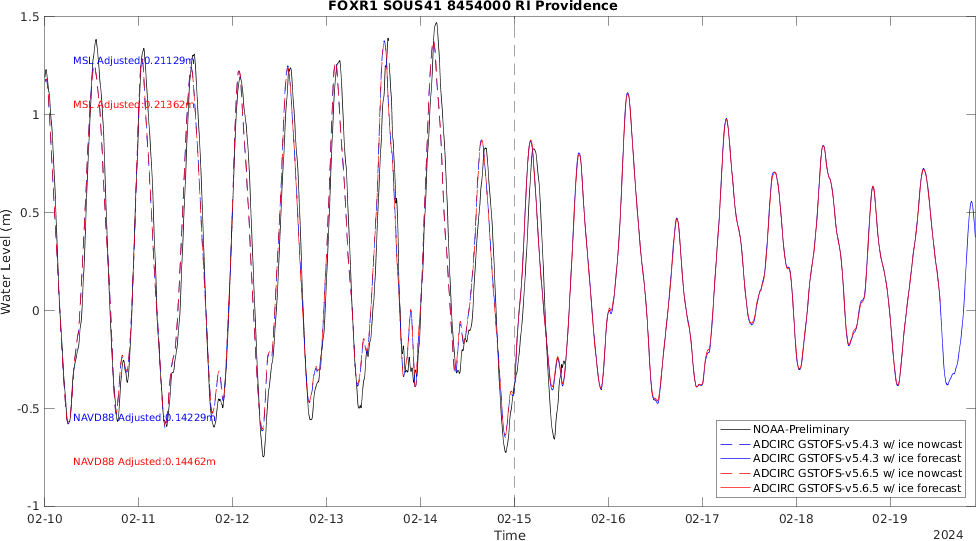 FOXR1 SOUS41 8454000 RI Providence
1.5
MSL Adjusted:0.21129m
MSL Adjusted:0.21362m
1
0.5
Water Level (m)
0
-0.5
NAVD88 Adjusted:0.14229m
NAVD88 Adjusted:0.14462m
NOAA-Preliminary
ADCIRC GSTOFS-v5.4.3 w/ ice nowcast
ADCIRC GSTOFS-v5.4.3 w/ ice forecast
ADCIRC GSTOFS-v5.6.5 w/ ice nowcast
ADCIRC GSTOFS-v5.6.5 w/ ice forecast
-1
02-10 02-11 02-12 02-13 02-14 02-15 02-16 02-17 02-18 02-19
Time
2024